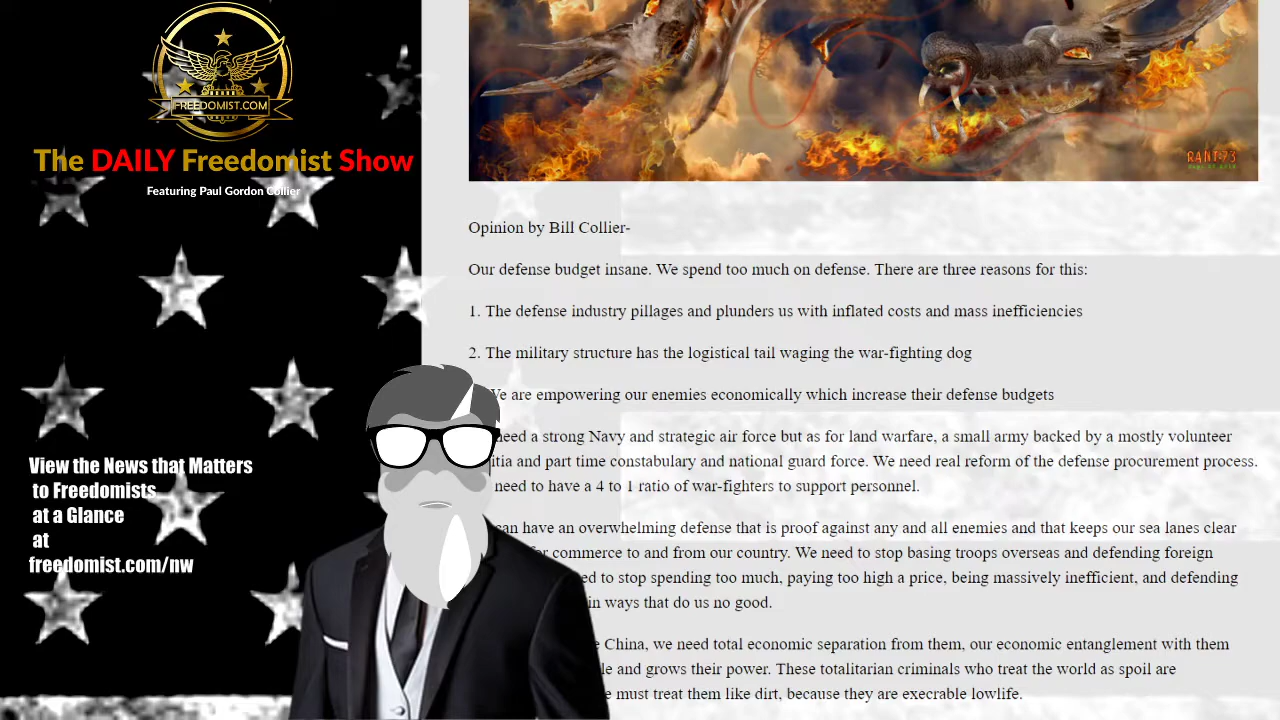 FREEDOMIST.COM
The DAILY Freedomist Show
Featuring Paul Gordon Collier
View the News that Matters
to Freedomists
at a Glance
at
freedomist.com/nw
RANT73
Opinion by Bill Collier-
Our defense budget insane. We spend too much on defense. There are three reasons for this:
1. The defense industry pillages and plunders us with inflated costs and mass inefficiencies
2. The military structure has the logistical tail waging the war-fighting dog
We are empowering our enemies economically which increase their defense budgets
need a strong Navy and strategic air force but as for land warfare, a small army backed by a mostly volunteer
and part time constabulary and national guard force. We need real reform of the defense procurement process.
need to have a 4 to 1 ratio of war-fighters to support personnel.
can have an overwhelming defense that is proof against any and all enemies and that keeps our sea lanes clear
for commerce to and from our country. We need to stop basing troops overseas and defending foreign
to stop spending too much, paying too high a price, being massively inefficient, and defending
in ways that do us no good.
China, we need total economic separation from them, our economic entanglement with them
and grows their power. These totalitarian criminals who treat the world as spoil are
must treat them like dirt, because they are execrable lowlife.